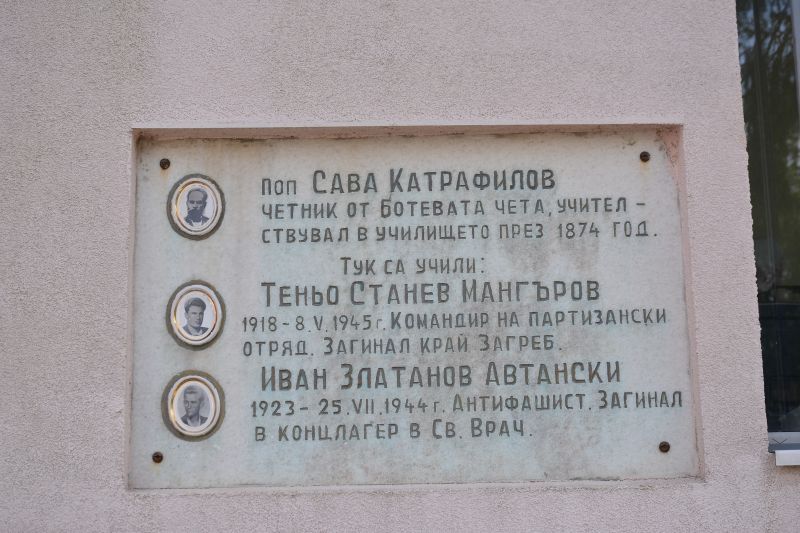 поп САВА КАТРАФИЛОВ
ЧЕТНИК ОТ БОТЕВАТА ЧЕТА, УЧИТЕЛ –
СТВУВАЛ В УЧИЛИЩЕТО ПРЕЗ 1874 ГОД.
ТУК СА УЧИЛИ:
ТЕНЬО СТАНЕВ МАНГЪРОВ
1918 – 8.V.1945 г. КОМАНДИР НА ПАРТИЗАНСКИ
ОТРЯД. ЗАГИНАЛ КРАЙ ЗАГРЕБ.
ИВАН ЗЛАТАНОВ АВТАНСКИ
1923 – 25.VII.1944 г. АНТИФАШИСТ. ЗАГИНАЛ
В КОНЦЛАГЕР В СВ. ВРАЧ.